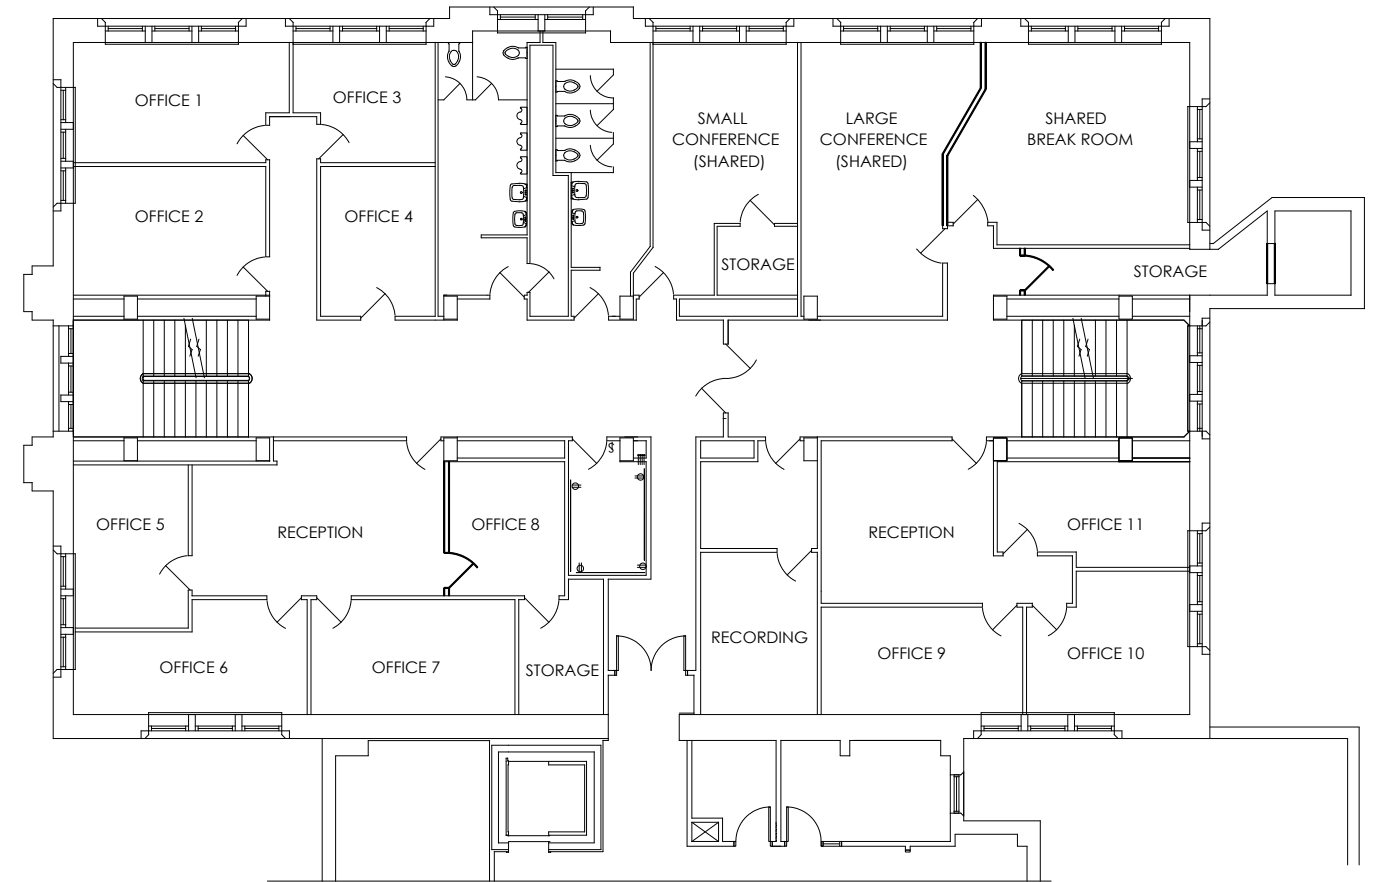 OFFICE 1
OFFICE 3
SMALL
CONFERENCE
(SHARED)
LARGE
CONFERENCE
(SHARED)
SHARED
BREAK ROOM
OFFICE 2
OFFICE 4
STORAGE
STORAGE
OFFICE 5
RECEPTION
OFFICE 8
RECEPTION
OFFICE 11
OFFICE 6
OFFICE 7
STORAGE
RECORDING
OFFICE 9
OFFICE 10